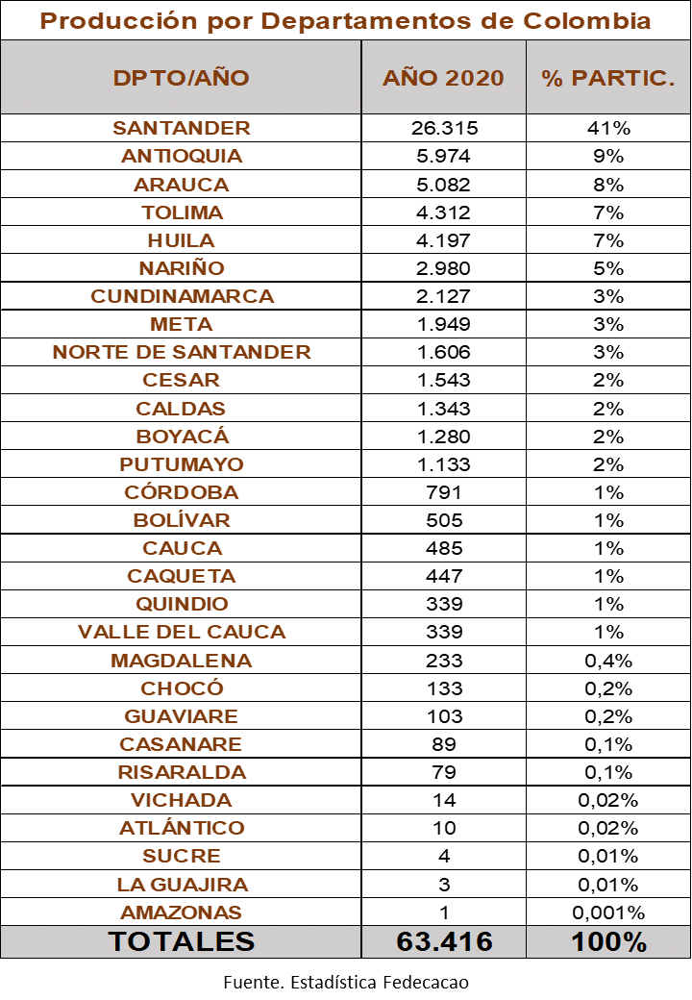 Producción por Departamentos de Colombia
DPTO/AÑO AÑO 2020 % PARTIC.
SANTANDER 26.315 41%
ANTIOQUIA 5.974 9%
ARAUCA 5.082 8%
TOLIMA 4.312 7%
HUILA 4.197 7%
NARIÑO 2.980 5%
CUNDINAMARCA 2.127 3%
META 1.949 3%
NORTE DE SANTANDER 1.606 3%
CESAR 1.543 2%
CALDAS 1.343 2%
BOYACÁ 1.280 2%
PUTUMAYO 1.133 2%
CÓRDOBA 791 1%
BOLÍVAR 505 1%
CAUCA 485 1%
CAQUETA 447 1%
QUINDIO 339 1%
VALLE DEL CAUCA 339 1%
MAGDALENA 233 0,4%
CHOCÓ 133 0,2%
GUAVIARE 103 0,2%
CASANARE 89 0,1%
RISARALDA 79 0,1%
VICHADA 14 0,02%
ATLÁNTICO 10 0,02%
SUCRE 4 0,01%
LA GUAJIRA 3 0,01%
AMAZONAS 1 0,001%
TOTALES 63.416 100%
Fuente. Estadística Fedecacao